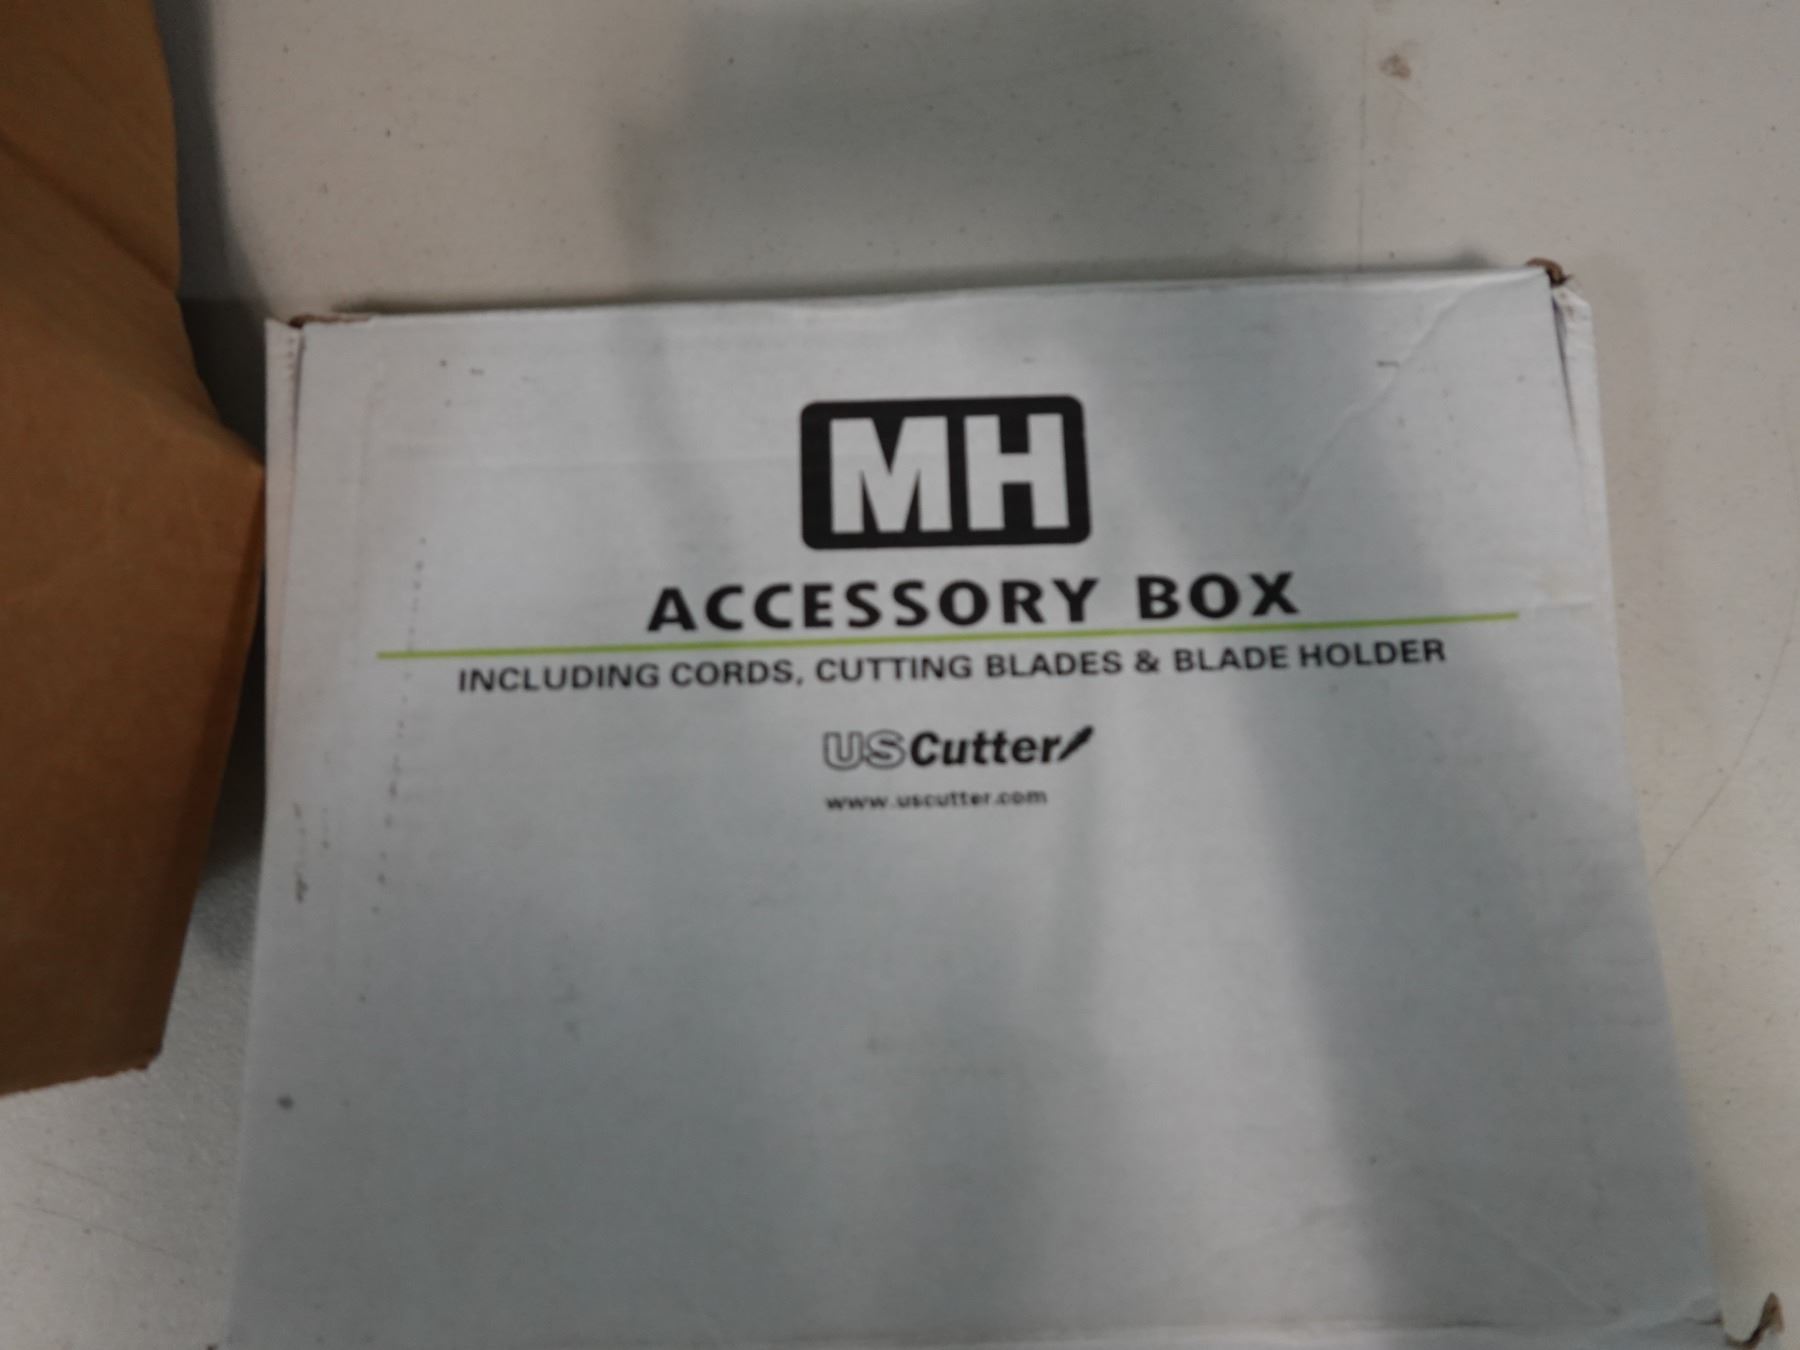 MH
ACCESSORY BOX
INCLUDING CORDS, CUTTING BLADES & BLADE HOLDER
USCutter
www.uscutter.com